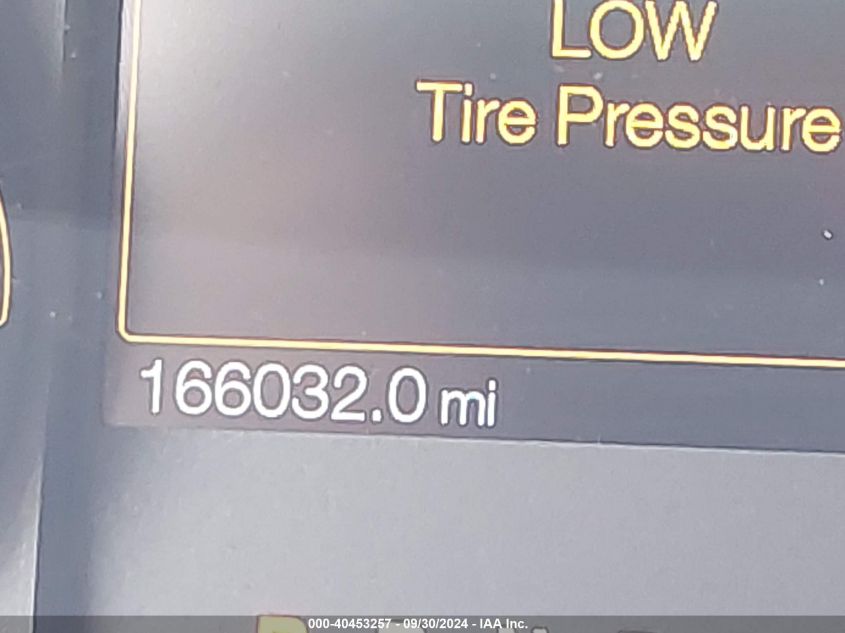 LOW
Tire Pressure
166032.0 mi
000-40453257 - 09/30/2024 - IAA Inc.